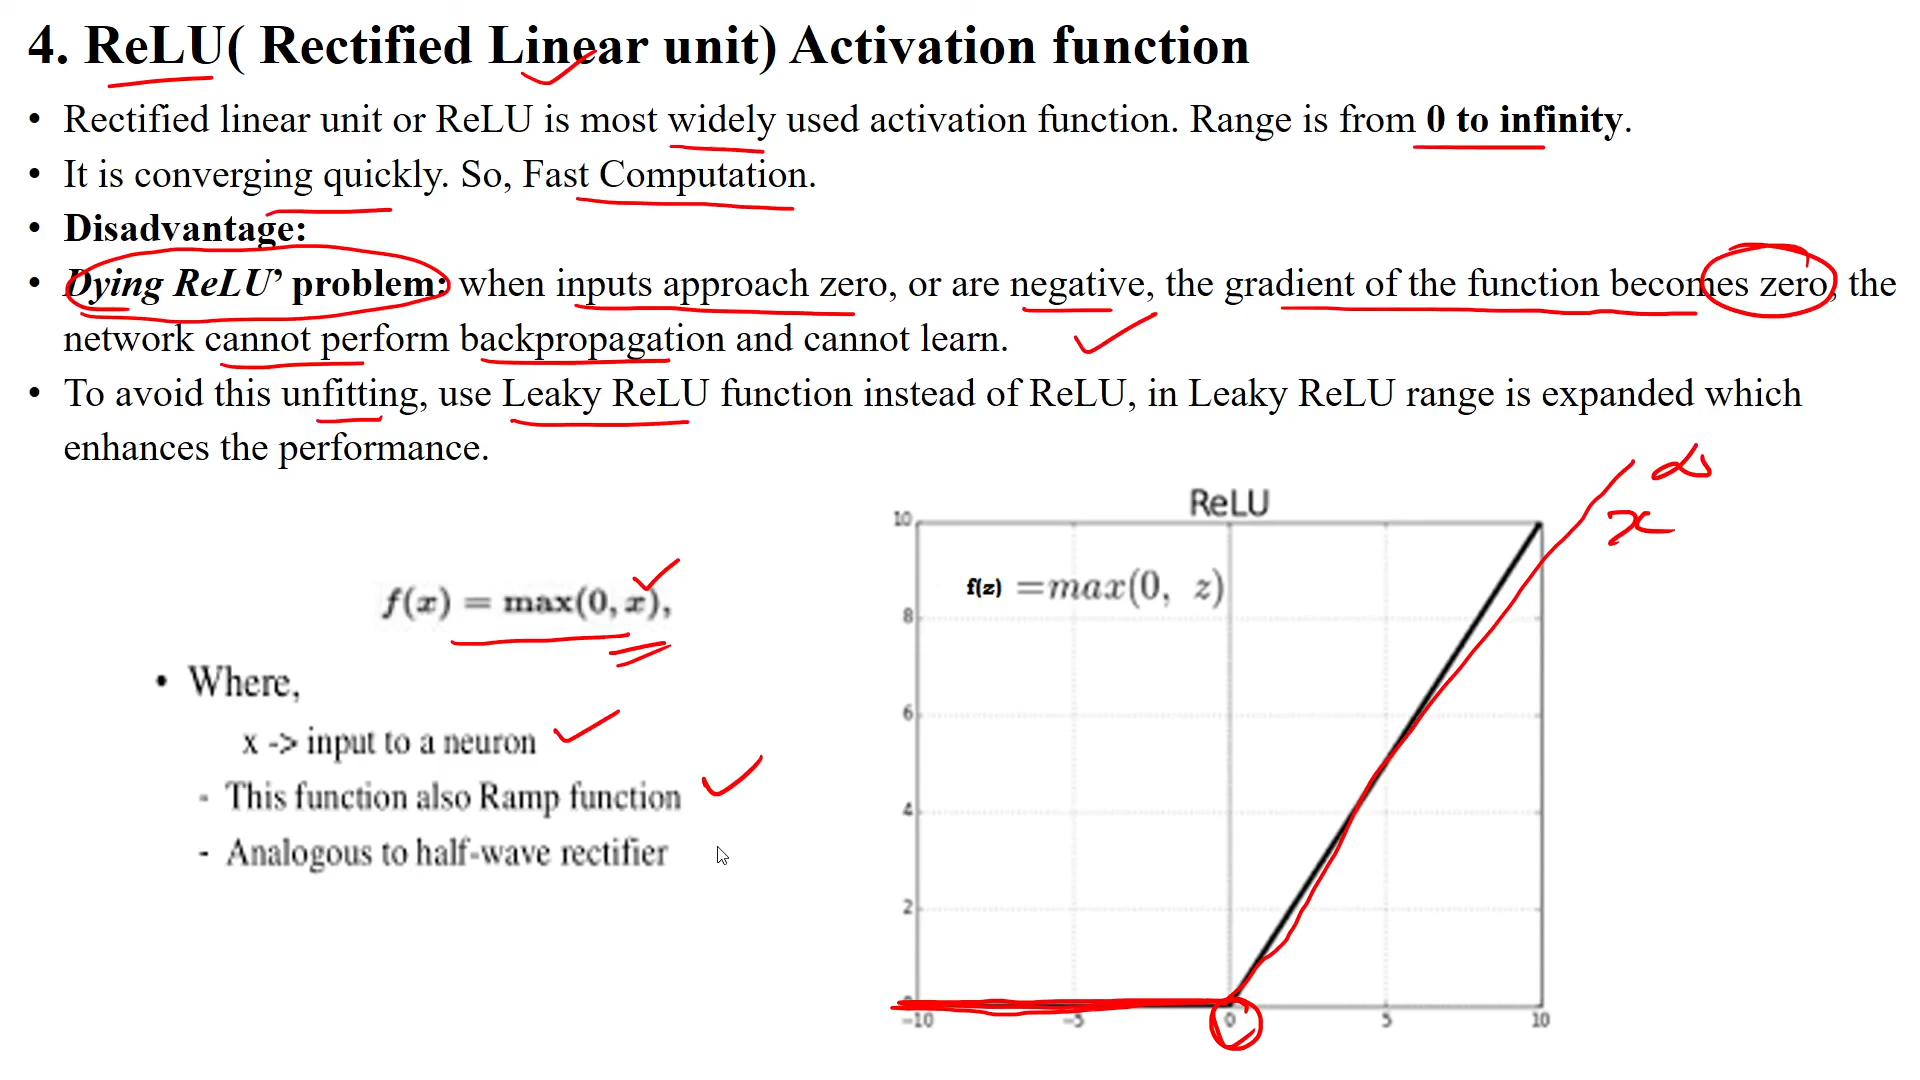 4. ReLU( Rectified Linear unit) Activation function
• Rectified linear unit or ReLU is most widely used activation function. Range is from 0 to infinity.
• It is converging quickly. So, Fast Computation.
• Disadvantage:
• Dying ReLU’ problem: when inputs approach zero, or are negative, the gradient of the function becomes zero, the
network cannot perform backpropagation and cannot learn.
• To avoid this unfitting, use Leaky ReLU function instead of ReLU, in Leaky ReLU range is expanded which
enhances the performance.
f(x) = max(0, x),
• Where,
x -> input to a neuron
- This function also Ramp function
- Analogous to half-wave rectifier
ReLU
f(z) =max(0, z)
10
8
6
4
2
0
-10 -5 0 5 10
x